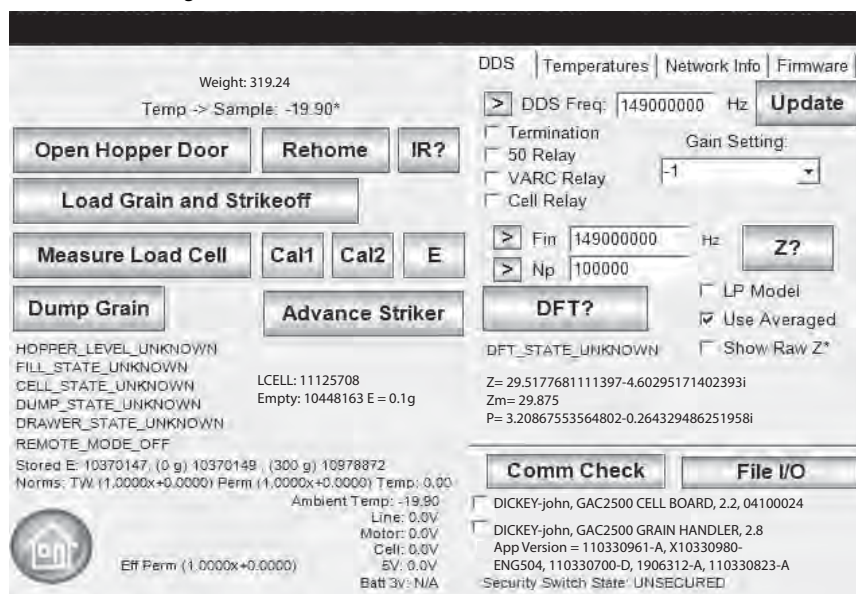 Weight: 319.24
Temp -> Sample: -19.90*
Open Hopper Door
Rehome
IR?
Load Grain and Strikeoff
Measure Load Cell
Cal1
Cal2
E
Dump Grain
Advance Striker
HOPPER_LEVEL_UNKNOWN
FILL_STATE_UNKNOWN
CELL_STATE_UNKNOWN
DUMP_STATE_UNKNOWN
DRAWER_STATE_UNKNOWN
REMOTE_MODE_OFF
LCELL: 11125708
Empty: 10448163 E = 0.1g
Stored E: 10370147, (0 g) 10370149 , (300 g) 10978872
Norms: TW (1.0000x+0.0000) Perm (1.0000x+0.0000) Temp: 0.00
Ambient Temp: -19.90
Line: 0.0V
Motor: 0.0V
Cell: 0.0V
Eff Perm (1.0000x+0.0000)
5V: 0.0V
Batt 3v: N/A
DDS
Temperatures
Network Info
Firmware
> DDS Freq: 149000000 Hz
Update
Termination
50 Relay
VARC Relay
Cell Relay
Gain Setting:
-1
> Fin 149000000 Hz
> Np 100000
Z?
DFT?
LP Model
Use Averaged
Show Raw Z*
DFT_STATE_UNKNOWN
Z= 29.5177681111397-4.60295171402393i
Zm= 29.875
P= 3.20867553564802-0.264329486251958i
Comm Check
File I/O
DICKEY-john, GAC2500 CELL BOARD, 2.2, 04100024
DICKEY-john, GAC2500 GRAIN HANDLER, 2.8
App Version = 110330961-A, X10330980-
ENG504, 110330700-D, 1906312-A, 110330823-A
Security Switch State: UNSECURED